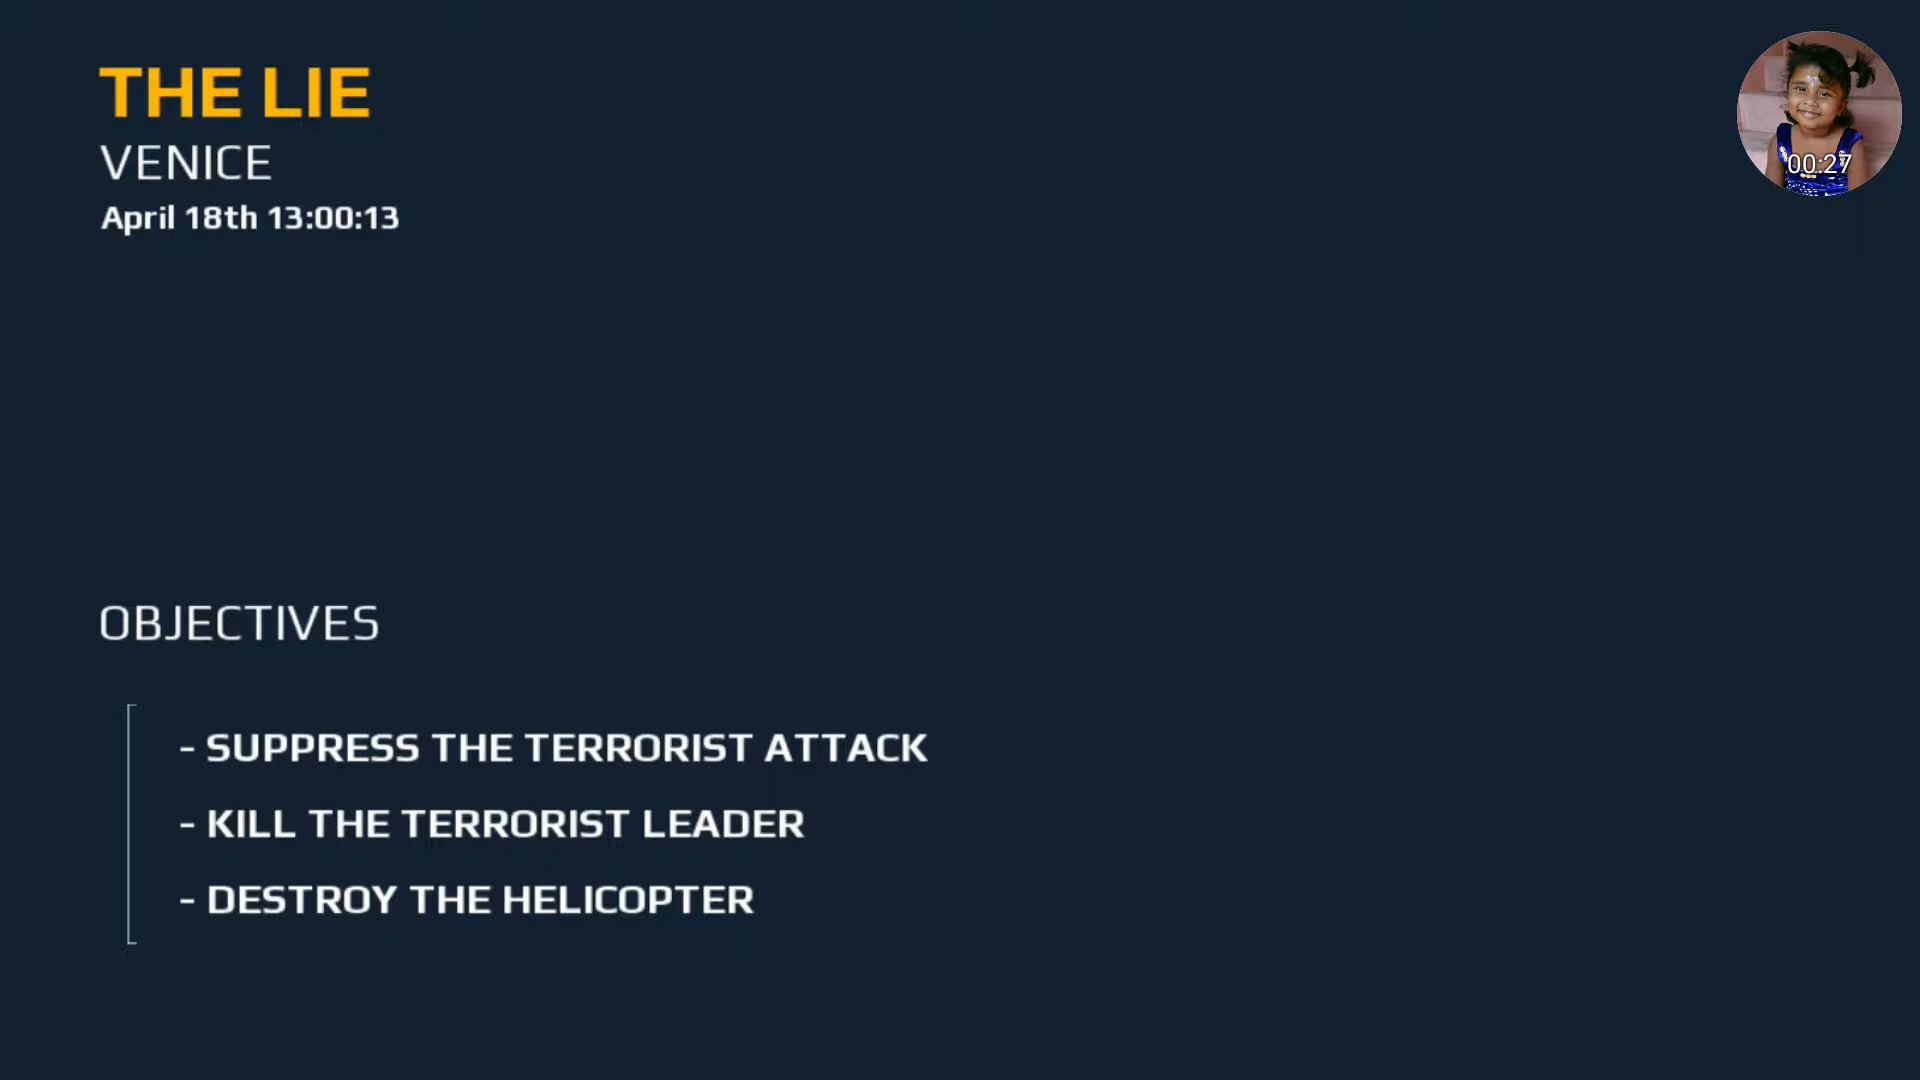 THE LIE
VENICE
April 18th 13:00:13
00:27
OBJECTIVES
- SUPPRESS THE TERRORIST ATTACK
- KILL THE TERRORIST LEADER
- DESTROY THE HELICOPTER